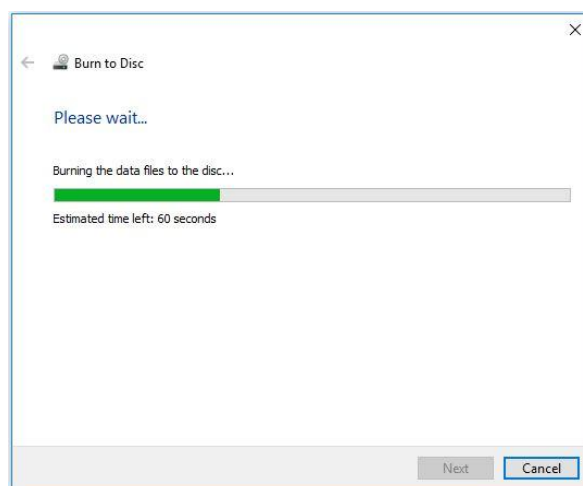 Burn to Disc
Please wait...
Burning the data files to the disc...
Estimated time left: 60 seconds
Next
Cancel